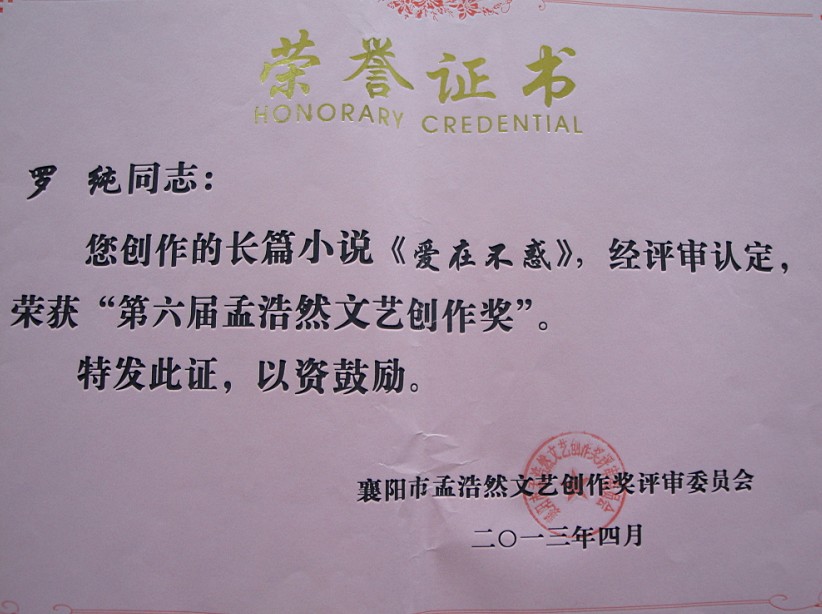 荣誉证书
HONORARY CREDENTIAL
罗 纯同志：
您创作的长篇小说《爱在不惑》，经评审认定，
荣获“第六届孟浩然文艺创作奖”。
特发此证，以资鼓励。
襄阳市孟浩然文艺创作奖评审委员会
二〇一三年四月